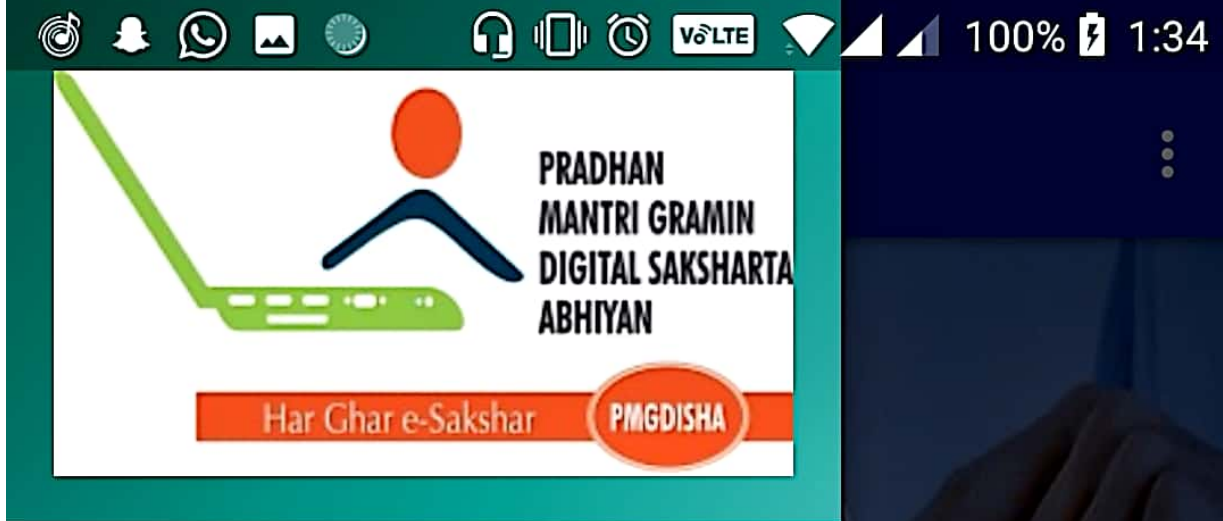 VoLTE 100% 1:34
PRADHAN
MANTRI GRAMIN
DIGITAL SAKSHARTA
ABHIYAN
Har Ghar e-Sakshar PMGDISHA